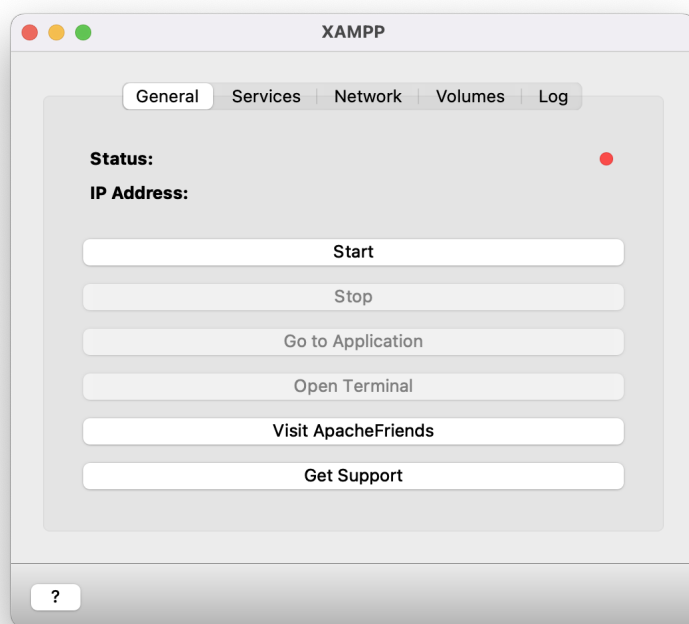 XAMPP
General Services Network Volumes Log
Status:
IP Address:
Start
Stop
Go to Application
Open Terminal
Visit ApacheFriends
Get Support
?